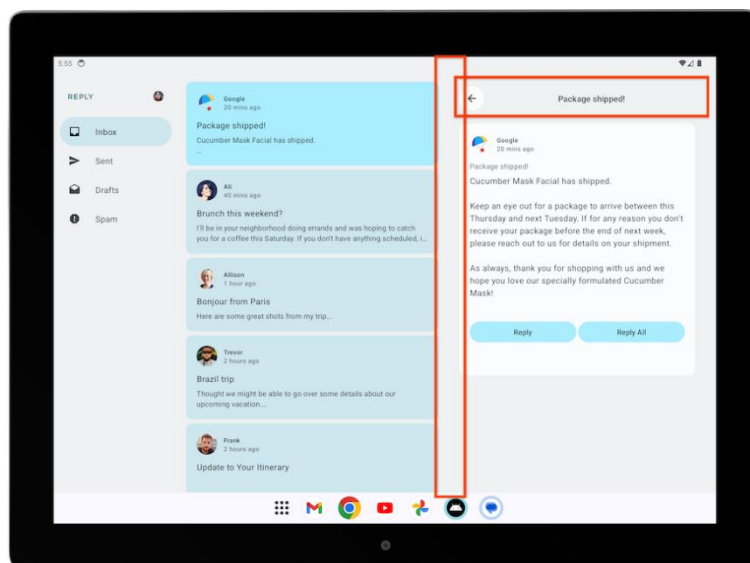 5:55
REPLY
Inbox
Sent
Drafts
Spam
Google
20 mins ago
Package shipped!
Cucumber Mask Facial has shipped.
...
Ali
40 mins ago
Brunch this weekend?
I'll be in your neighborhood doing errands and was hoping to catch
you for a coffee this Saturday. If you don't have anything scheduled, i...
Allison
1 hour ago
Bonjour from Paris
Here are some great shots from my trip...
Trevor
2 hours ago
Brazil trip
Thought we might be able to go over some details about our
upcoming vacation....
Frank
2 hours ago
Update to Your Itinerary
Package shipped!
Google
20 mins ago
Package shipped!
Cucumber Mask Facial has shipped.
Keep an eye out for a package to arrive between this
Thursday and next Tuesday. If for any reason you don't
receive your package before the end of next week,
please reach out to us for details on your shipment.
As always, thank you for shopping with us and we
hope you love our specially formulated Cucumber
Mask!
Reply
Reply All